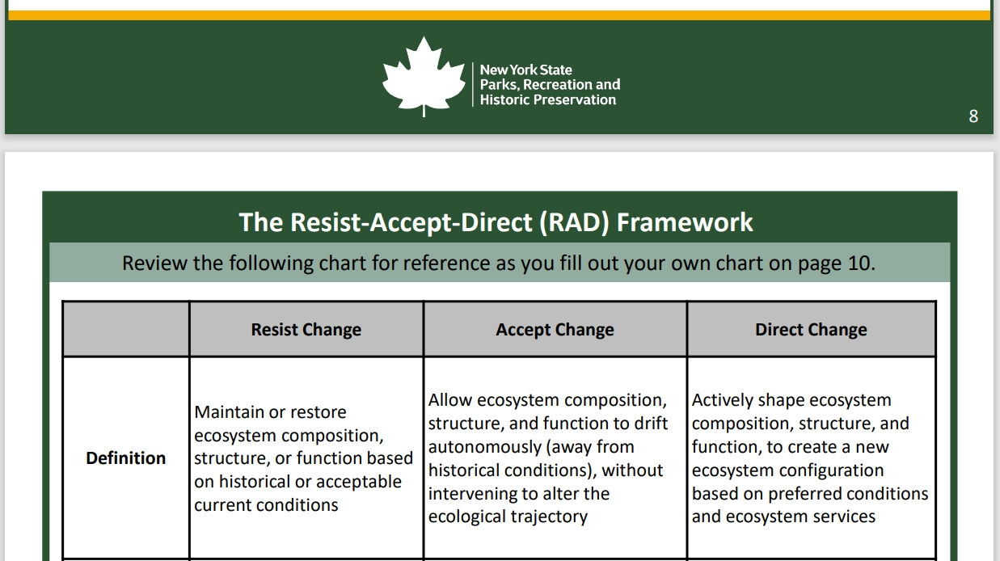 New York State
Parks, Recreation and
Historic Preservation
8
The Resist-Accept-Direct (RAD) Framework
Review the following chart for reference as you fill out your own chart on page 10.
Resist Change
Accept Change
Direct Change
Definition
Maintain or restore
ecosystem composition,
structure, or function based
on historical or acceptable
current conditions
Allow ecosystem composition,
structure, and function to drift
autonomously (away from
historical conditions), without
intervening to alter the
ecological trajectory
Actively shape ecosystem
composition, structure, and
function, to create a new
ecosystem configuration
based on preferred conditions
and ecosystem services